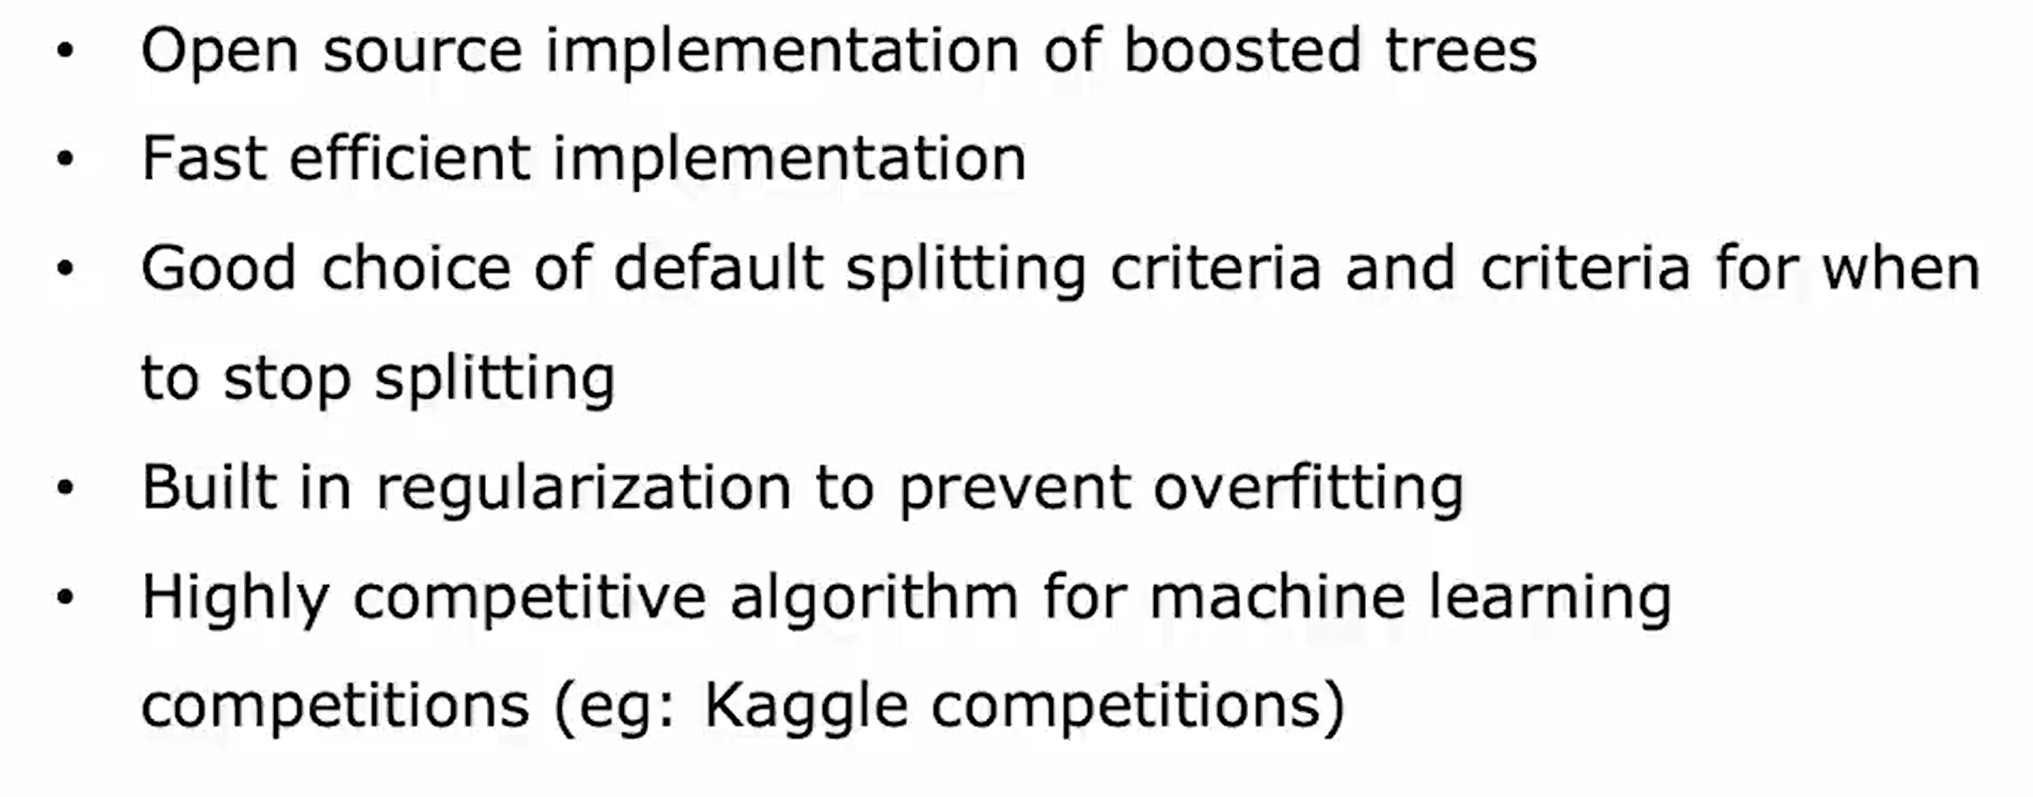 • Open source implementation of boosted trees
• Fast efficient implementation
• Good choice of default splitting criteria and criteria for when
to stop splitting
• Built in regularization to prevent overfitting
• Highly competitive algorithm for machine learning
competitions (eg: Kaggle competitions)